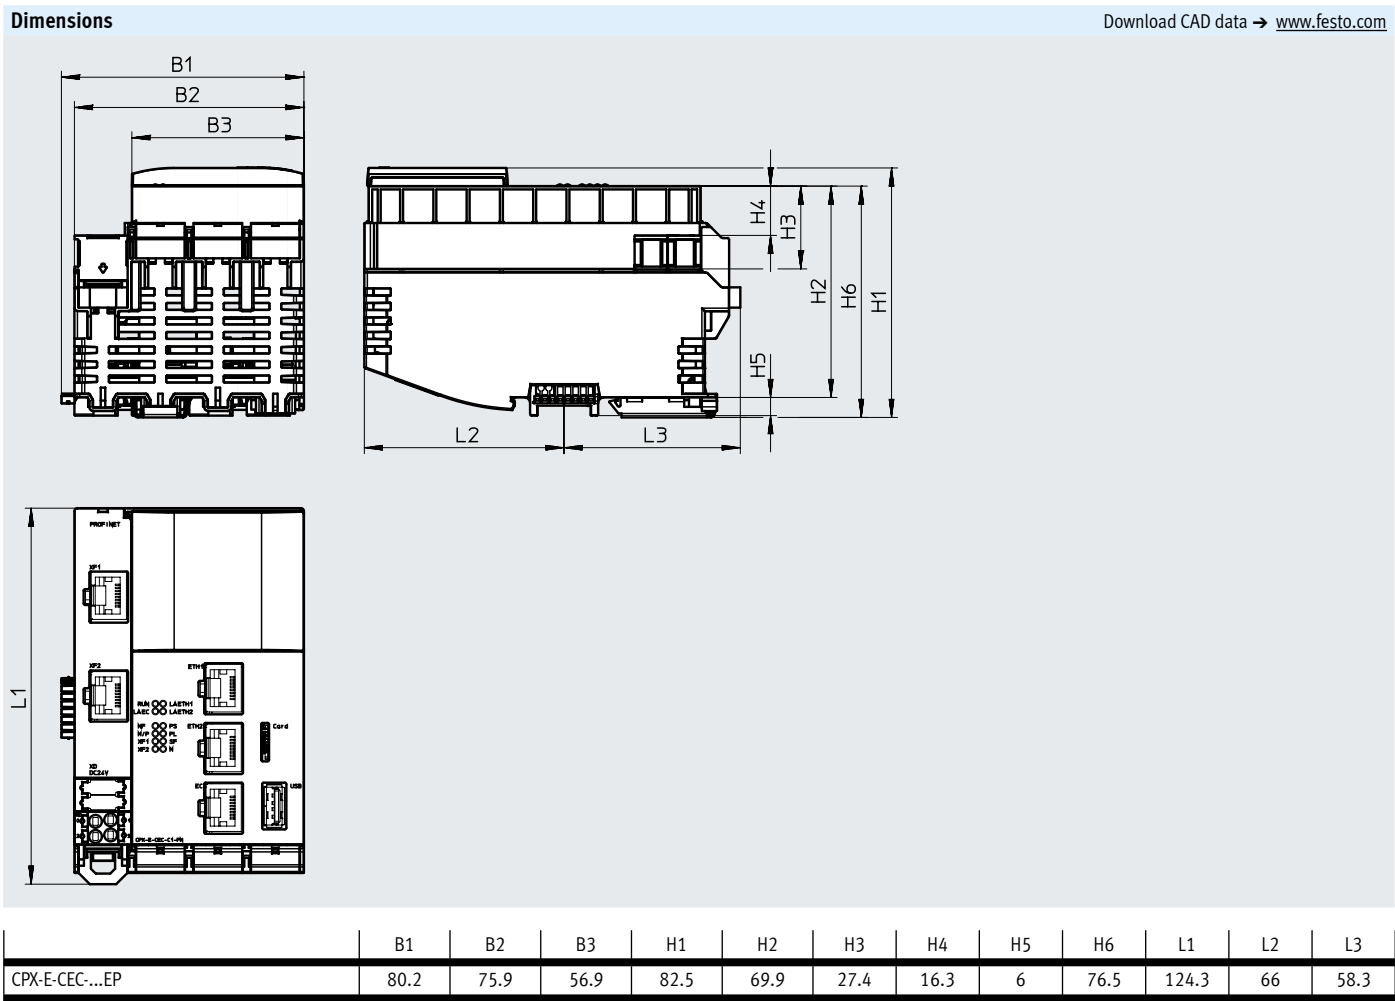 Dimensions
Download CAD data ➔ www.festo.com
B1
B2
B3
H4
H3
H2
H6
H1
H5
L2
L3
L1
PROFINET
XF1
XF2
ETH1
RUN LAETH1
LAEC LAETH2
NF PS
ETH2
Card
N/P PL
XF1 SF
XF2 N
XD
DC24V
EC
USB
CPX-E-CEC-C1-PN
B1 B2 B3 H1 H2 H3 H4 H5 H6 L1 L2 L3
CPX-E-CEC-...EP 80.2 75.9 56.9 82.5 69.9 27.4 16.3 6 76.5 124.3 66 58.3